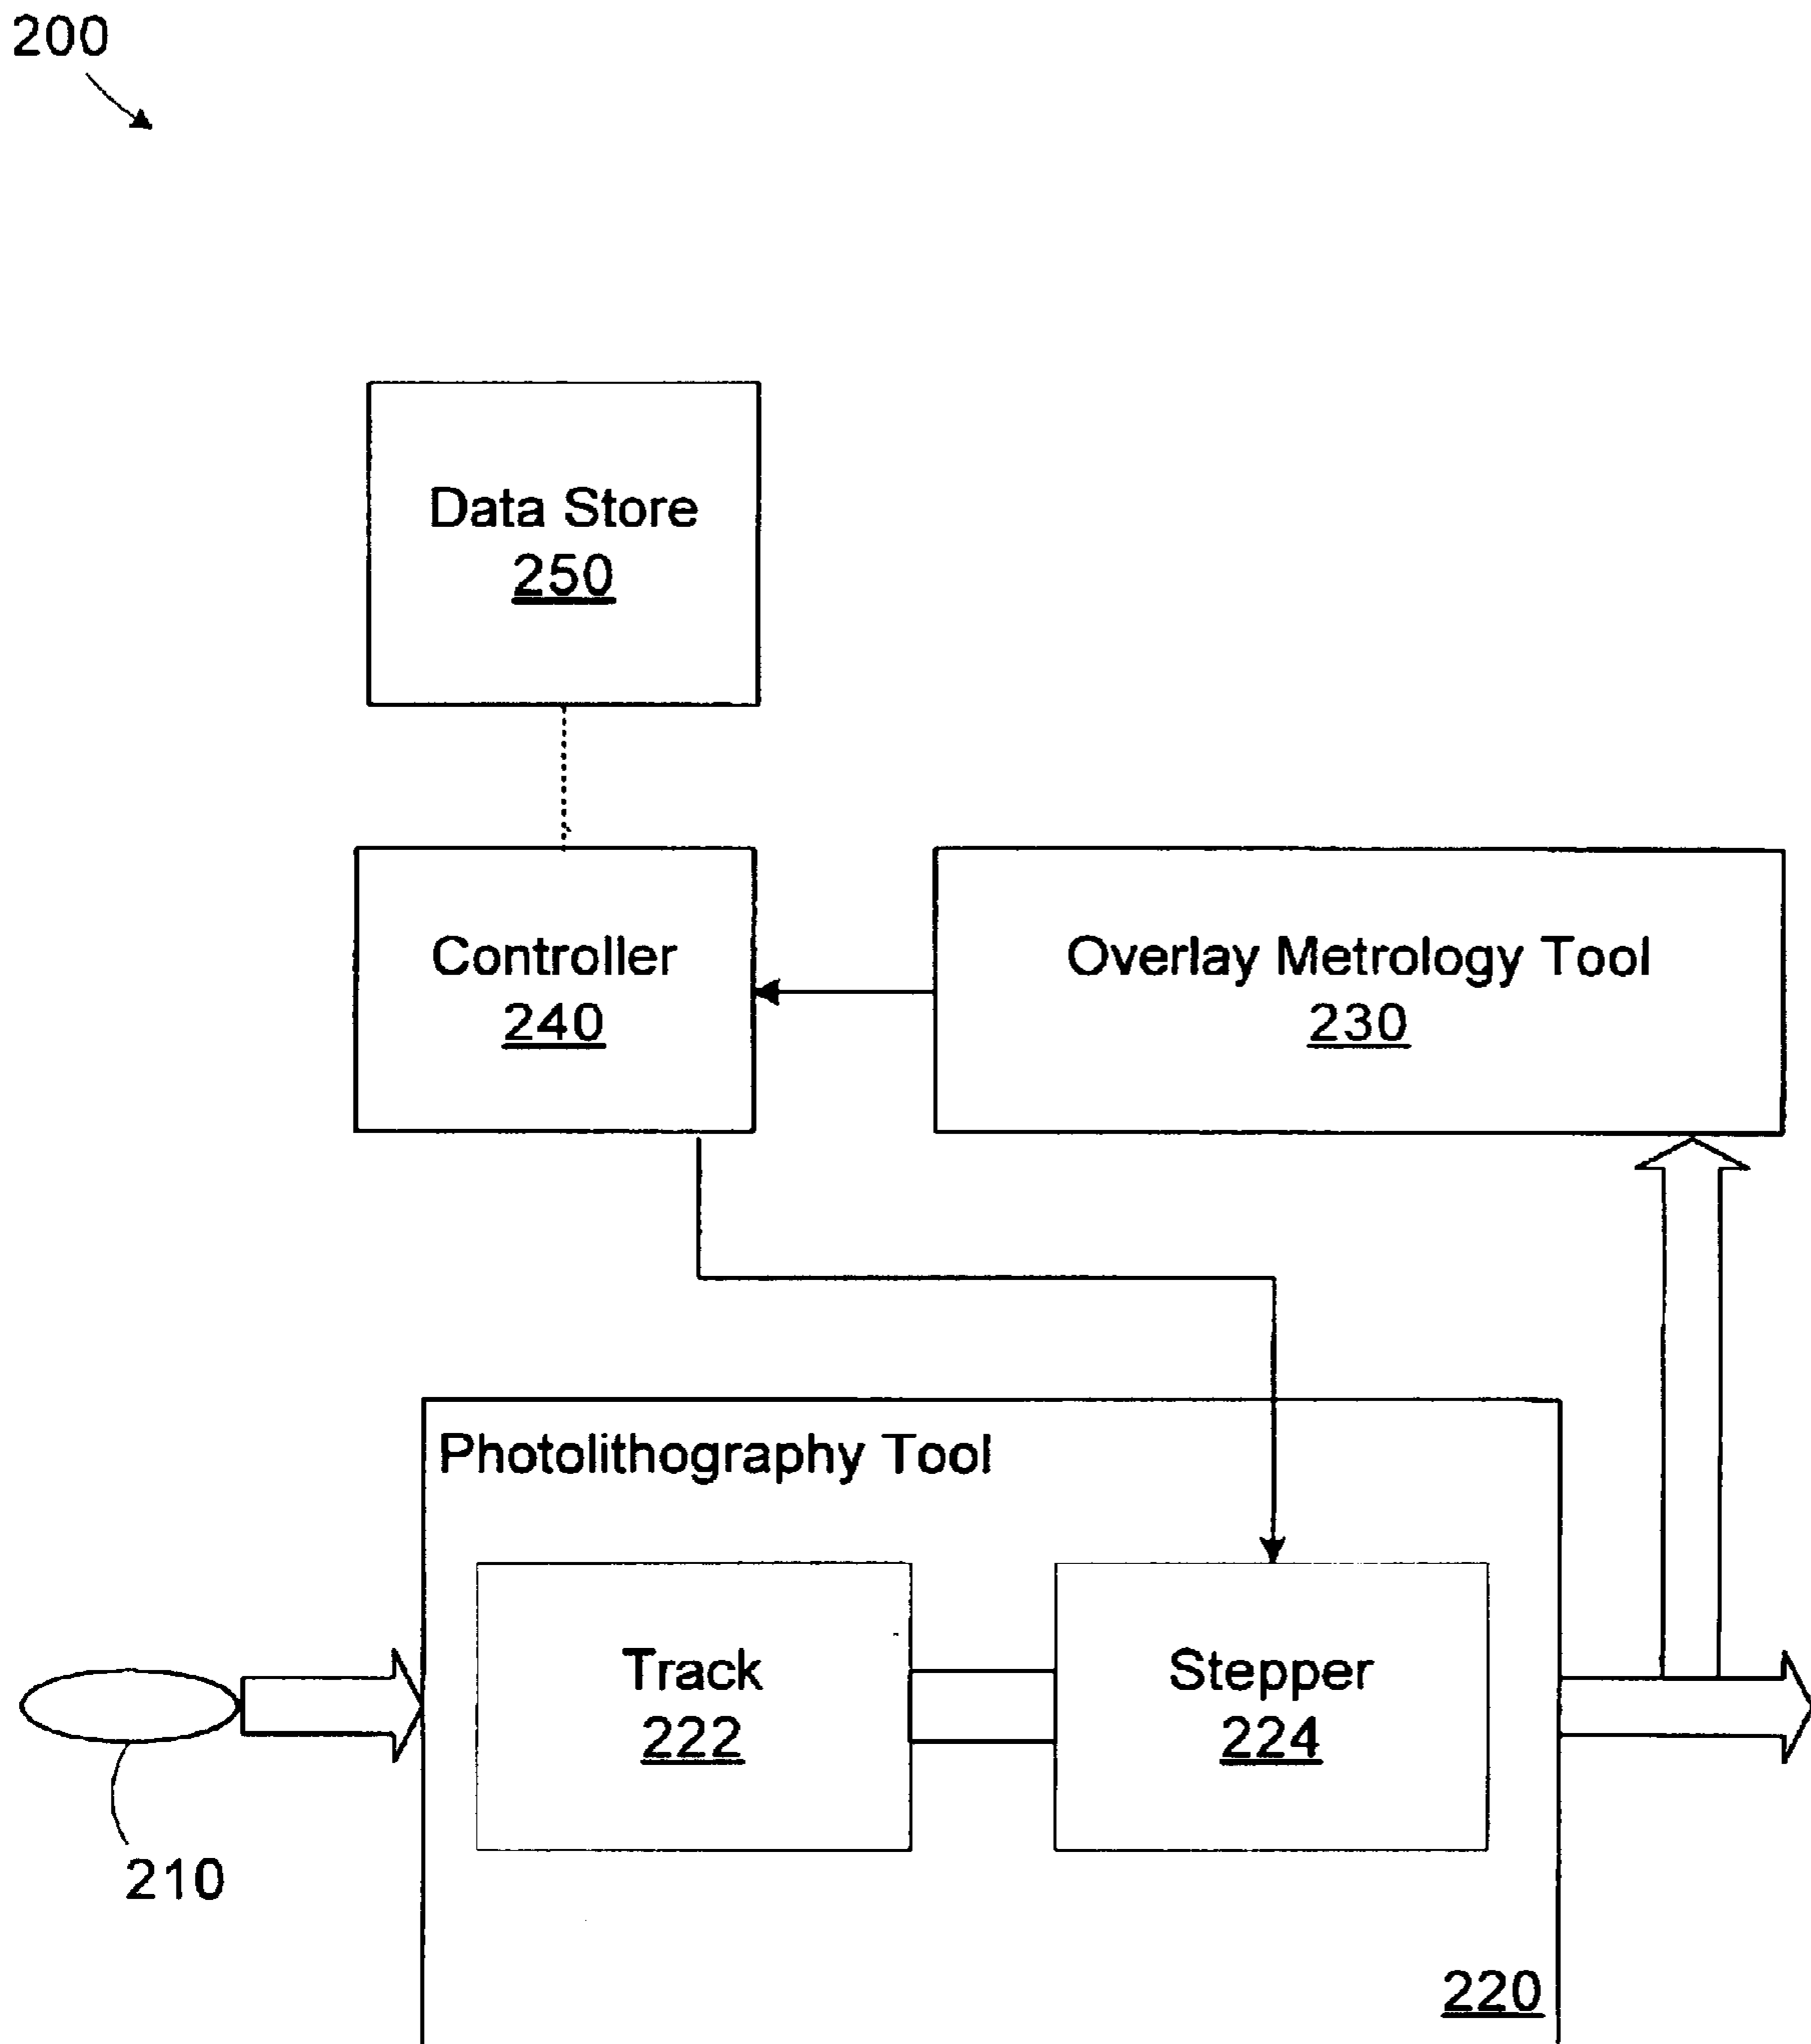 200
Data Store
250
Controller
240
Overlay Metrology Tool
230
Photolithography Tool
Track
222
Stepper
224
210
220